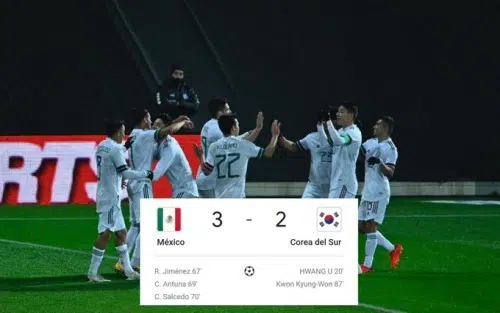 RTS
22
3 - 2
México Corea del Sur
R. Jiménez 67' HWANG U 20'
C. Antuna 69' Kwon Kyung-Won 87'
C. Salcedo 70'